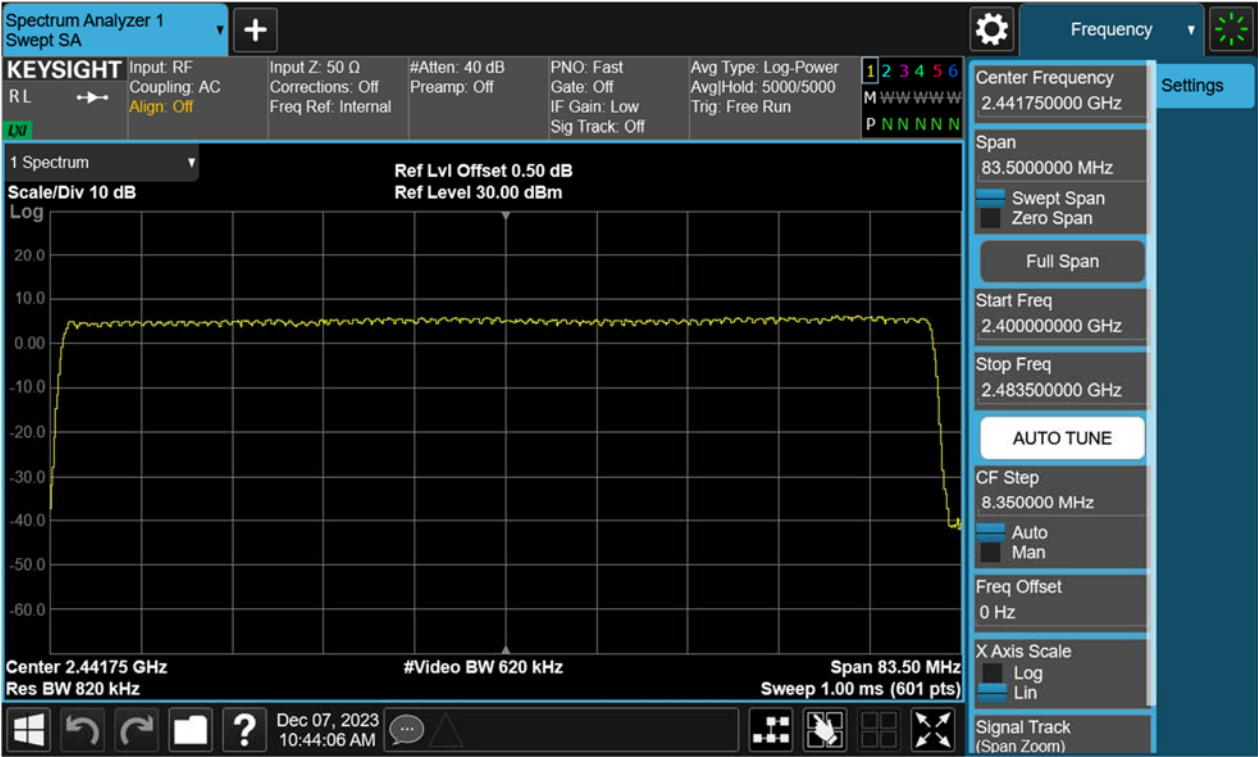 Spectrum Analyzer 1
Swept SA
Frequency
KEYSIGHT
R L
LXI
Input: RF
Coupling: AC
Align: Off
Input Z: 50 Ω
Corrections: Off
Freq Ref: Internal
#Atten: 40 dB
Preamp: Off
PNO: Fast
Gate: Off
IF Gain: Low
Sig Track: Off
Avg Type: Log-Power
Avg|Hold: 5000/5000
Trig: Free Run
1 2 3 4 5 6
M W W W W W
P N N N N N
1 Spectrum
Scale/Div 10 dB
Ref Lvl Offset 0.50 dB
Ref Level 30.00 dBm
Log
20.0
10.0
0.00
-10.0
-20.0
-30.0
-40.0
-50.0
-60.0
Center 2.44175 GHz
#Video BW 620 kHz
Span 83.50 MHz
Res BW 820 kHz
Sweep 1.00 ms (601 pts)
Dec 07, 2023
10:44:06 AM
Center Frequency
2.441750000 GHz
Settings
Span
83.5000000 MHz
Swept Span
Zero Span
Full Span
Start Freq
2.400000000 GHz
Stop Freq
2.483500000 GHz
AUTO TUNE
CF Step
8.350000 MHz
Auto
Man
Freq Offset
0 Hz
X Axis Scale
Log
Lin
Signal Track
(Span Zoom)